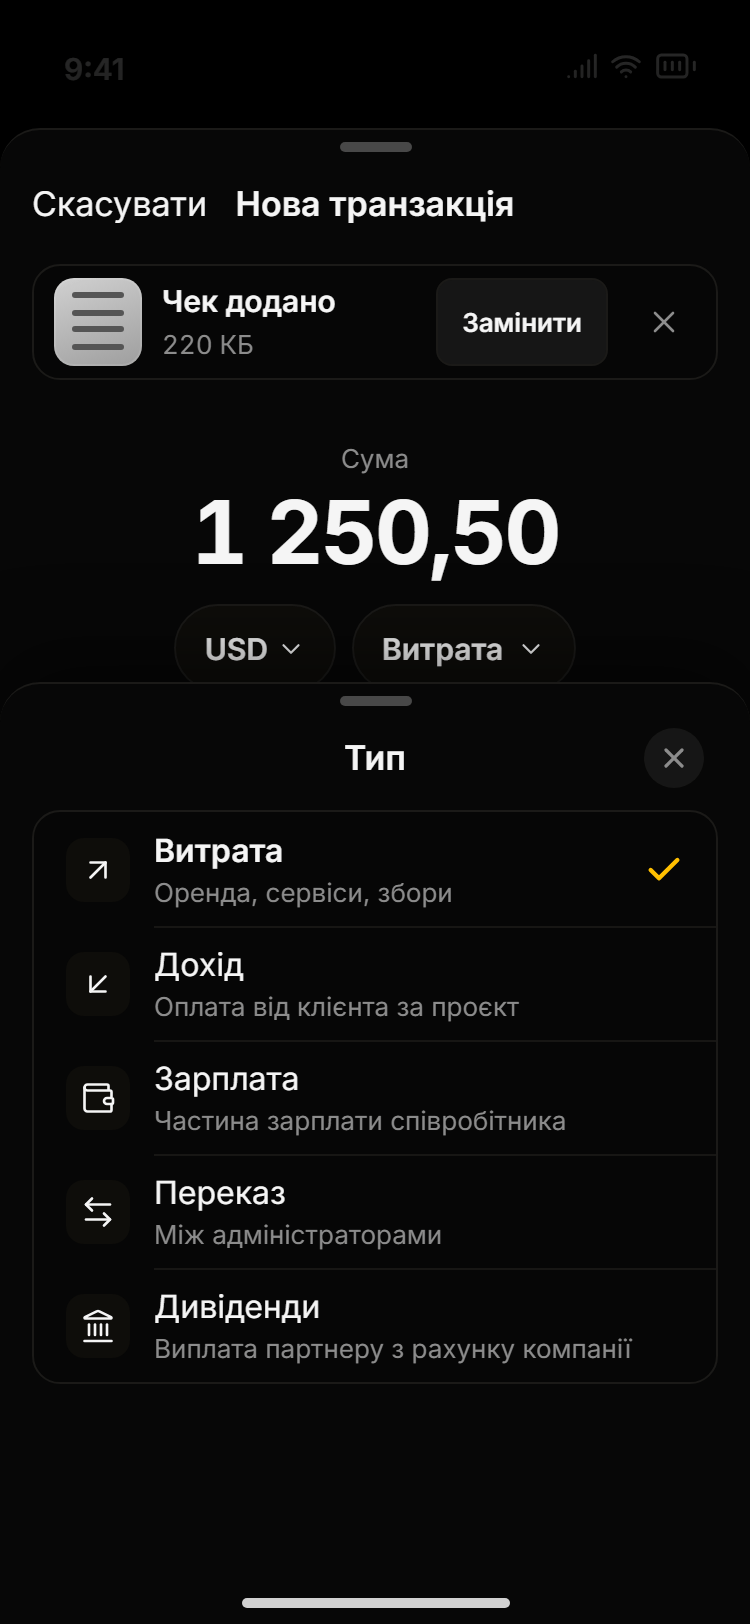 9:41
Скасувати Нова транзакція
Чек додано
220 КБ
Замінити
Сума
1 250,50
USD
Витрата
Тип
Витрата
Оренда, сервіси, збори
Дохід
Оплата від клієнта за проєкт
Зарплата
Частина зарплати співробітника
Переказ
Між адміністраторами
Дивіденди
Виплата партнеру з рахунку компанії